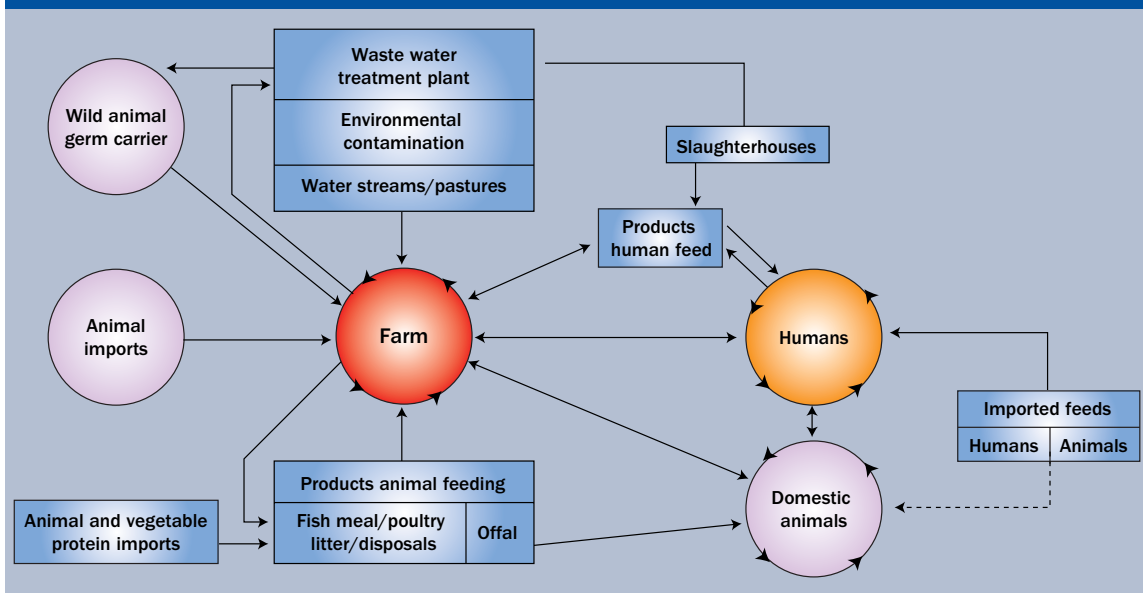 Waste water
treatment plant
Wild animal
germ carrier
Environmental
contamination
Slaughterhouses
Water streams/pastures
Products
human feed
Animal
imports
Farm
Humans
Imported feeds
Humans
Animals
Products animal feeding
Animal and vegetable
protein imports
Fish meal/poultry
litter/disposals
Offal
Domestic
animals